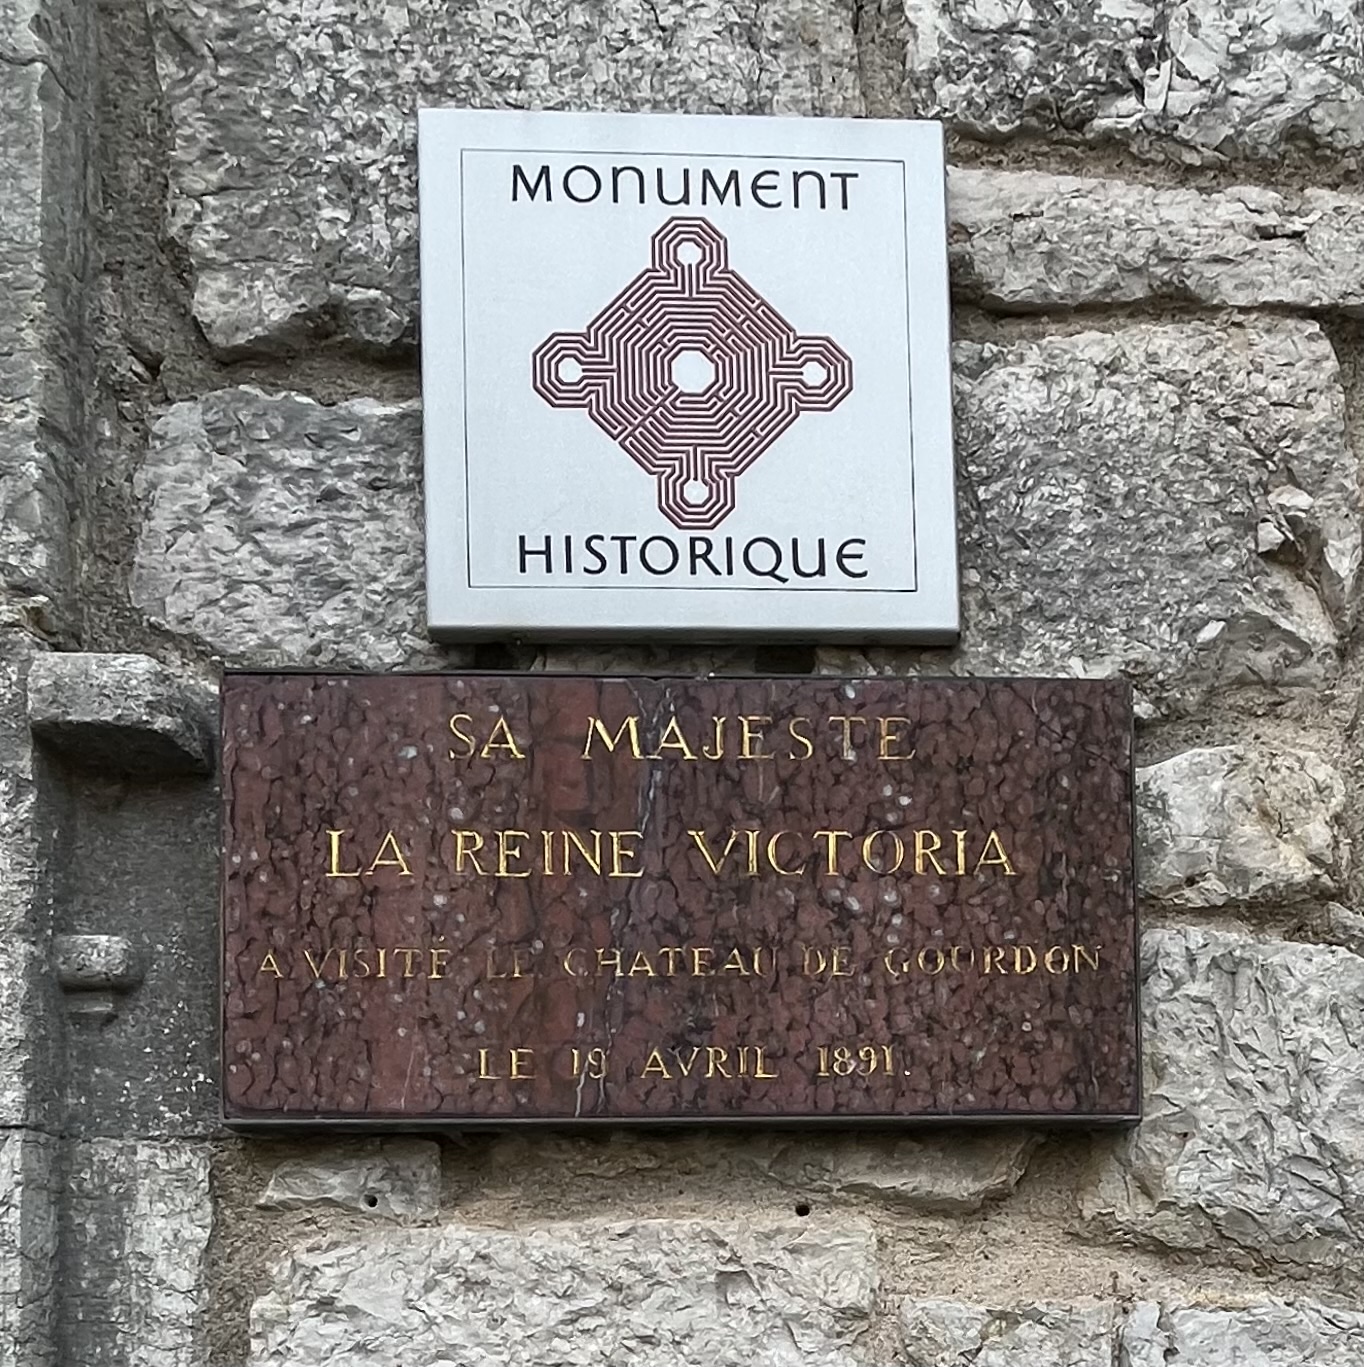 MONUMENT
HISTORIQUE
SA MAJESTE
LA REINE VICTORIA
A VISITÉ LE CHATEAU DE GOURDON
LE 19 AVRIL 1891.